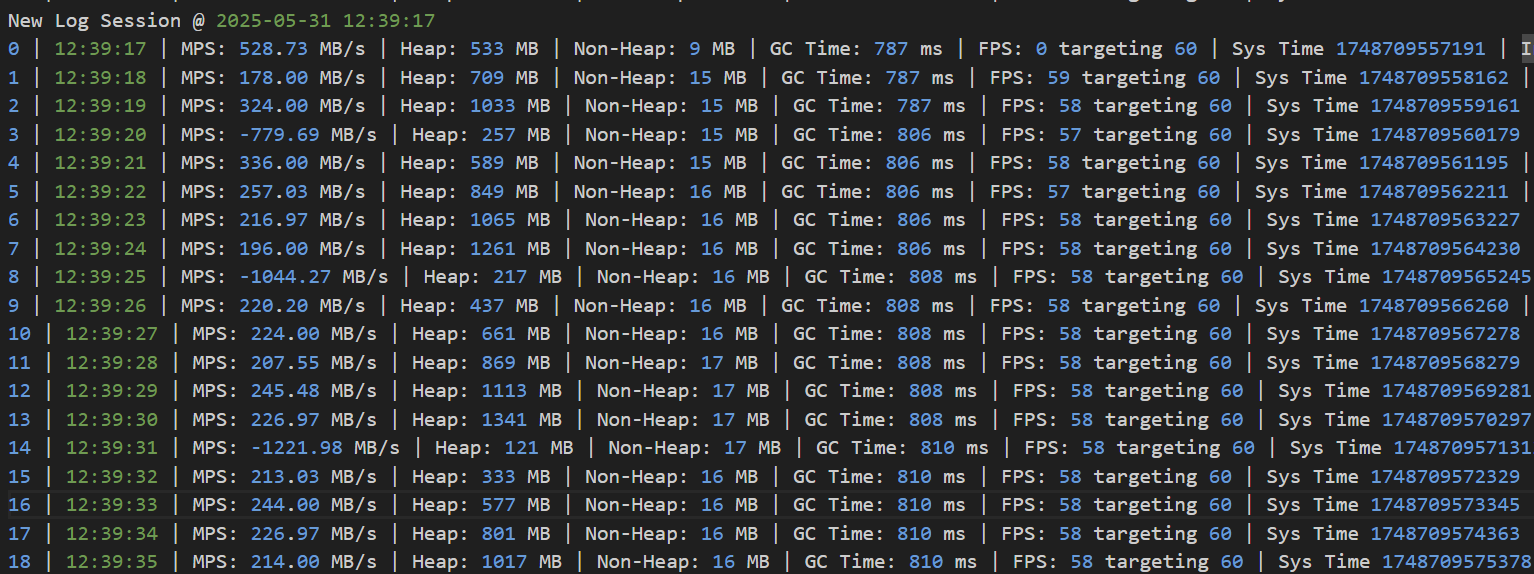 New Log Session @ 2025-05-31 12:39:17
0 | 12:39:17 | MPS: 528.73 MB/s | Heap: 533 MB | Non-Heap: 9 MB | GC Time: 787 ms | FPS: 0 targeting 60 | Sys Time 1748709557191 | I
1 | 12:39:18 | MPS: 178.00 MB/s | Heap: 709 MB | Non-Heap: 15 MB | GC Time: 787 ms | FPS: 59 targeting 60 | Sys Time 1748709558162 |
2 | 12:39:19 | MPS: 324.00 MB/s | Heap: 1033 MB | Non-Heap: 15 MB | GC Time: 787 ms | FPS: 58 targeting 60 | Sys Time 1748709559161
3 | 12:39:20 | MPS: -779.69 MB/s | Heap: 257 MB | Non-Heap: 15 MB | GC Time: 806 ms | FPS: 57 targeting 60 | Sys Time 1748709560179
4 | 12:39:21 | MPS: 336.00 MB/s | Heap: 589 MB | Non-Heap: 15 MB | GC Time: 806 ms | FPS: 58 targeting 60 | Sys Time 1748709561195 |
5 | 12:39:22 | MPS: 257.03 MB/s | Heap: 849 MB | Non-Heap: 16 MB | GC Time: 806 ms | FPS: 57 targeting 60 | Sys Time 1748709562211 |
6 | 12:39:23 | MPS: 216.97 MB/s | Heap: 1065 MB | Non-Heap: 16 MB | GC Time: 806 ms | FPS: 58 targeting 60 | Sys Time 1748709563227
7 | 12:39:24 | MPS: 196.00 MB/s | Heap: 1261 MB | Non-Heap: 16 MB | GC Time: 806 ms | FPS: 58 targeting 60 | Sys Time 1748709564230
8 | 12:39:25 | MPS: -1044.27 MB/s | Heap: 217 MB | Non-Heap: 16 MB | GC Time: 808 ms | FPS: 58 targeting 60 | Sys Time 1748709565245
9 | 12:39:26 | MPS: 220.20 MB/s | Heap: 437 MB | Non-Heap: 16 MB | GC Time: 808 ms | FPS: 58 targeting 60 | Sys Time 1748709566260 |
10 | 12:39:27 | MPS: 224.00 MB/s | Heap: 661 MB | Non-Heap: 16 MB | GC Time: 808 ms | FPS: 58 targeting 60 | Sys Time 1748709567278
11 | 12:39:28 | MPS: 207.55 MB/s | Heap: 869 MB | Non-Heap: 17 MB | GC Time: 808 ms | FPS: 58 targeting 60 | Sys Time 1748709568279
12 | 12:39:29 | MPS: 245.48 MB/s | Heap: 1113 MB | Non-Heap: 17 MB | GC Time: 808 ms | FPS: 58 targeting 60 | Sys Time 1748709569281
13 | 12:39:30 | MPS: 226.97 MB/s | Heap: 1341 MB | Non-Heap: 17 MB | GC Time: 808 ms | FPS: 58 targeting 60 | Sys Time 1748709570297
14 | 12:39:31 | MPS: -1221.98 MB/s | Heap: 121 MB | Non-Heap: 17 MB | GC Time: 810 ms | FPS: 58 targeting 60 | Sys Time 174870957131
15 | 12:39:32 | MPS: 213.03 MB/s | Heap: 333 MB | Non-Heap: 16 MB | GC Time: 810 ms | FPS: 58 targeting 60 | Sys Time 1748709572329
16 | 12:39:33 | MPS: 244.00 MB/s | Heap: 577 MB | Non-Heap: 16 MB | GC Time: 810 ms | FPS: 58 targeting 60 | Sys Time 1748709573345
17 | 12:39:34 | MPS: 226.97 MB/s | Heap: 801 MB | Non-Heap: 16 MB | GC Time: 810 ms | FPS: 58 targeting 60 | Sys Time 1748709574363
18 | 12:39:35 | MPS: 214.00 MB/s | Heap: 1017 MB | Non-Heap: 16 MB | GC Time: 810 ms | FPS: 58 targeting 60 | Sys Time 1748709575378